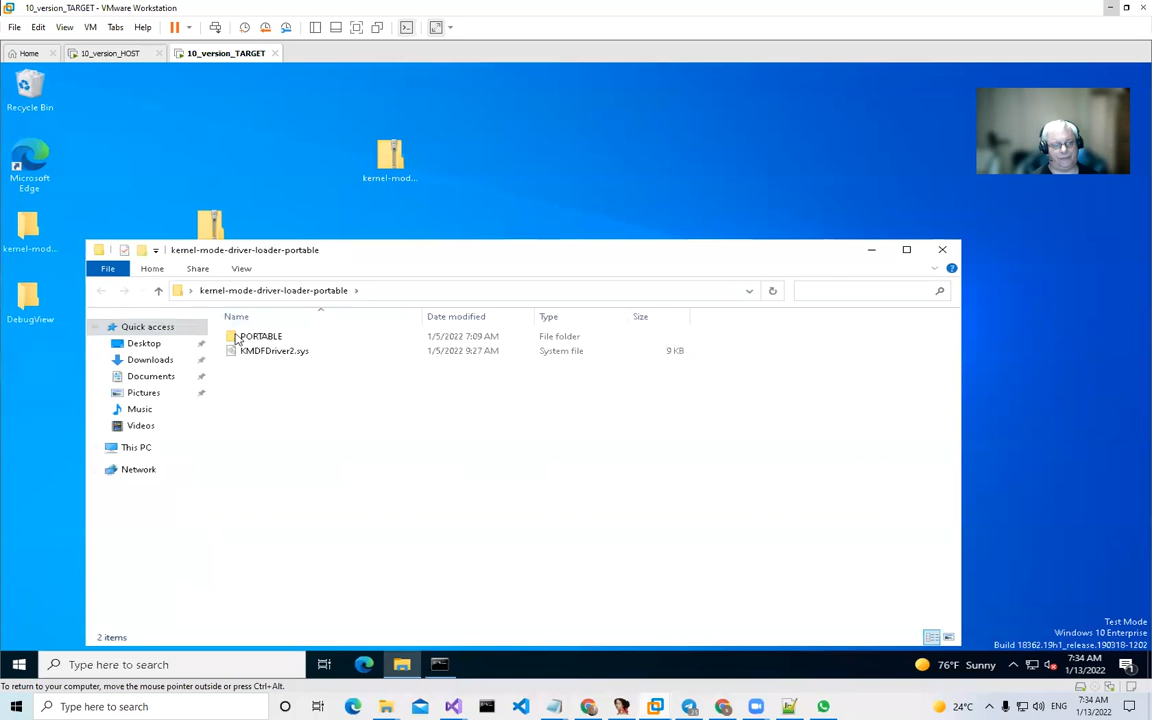 10_version_TARGET - VMware Workstation
File Edit View VM Tabs Help
Home 10_version_HOST 10_version_TARGET
Recycle Bin
Microsoft
Edge
kernel-mod...
kernel-mod...
DebugView
kernel-mode-driver-loader-portable
File Home Share View
kernel-mode-driver-loader-portable
Name Date modified Type Size
Quick access
Desktop
Downloads
Documents
Pictures
Music
Videos
This PC
Network
PORTABLE 1/5/2022 7:09 AM File folder
KMDFDriver2.sys 1/5/2022 9:27 AM System file 9 KB
2 items
Test Mode
Windows 10 Enterprise
Build 18362.19h1_release.190318-1202
Type here to search
76°F Sunny
7:34 AM
1/13/2022
To return to your computer, move the mouse pointer outside or press Ctrl+Alt.
Type here to search
24°C
7:34 AM
1/13/2022